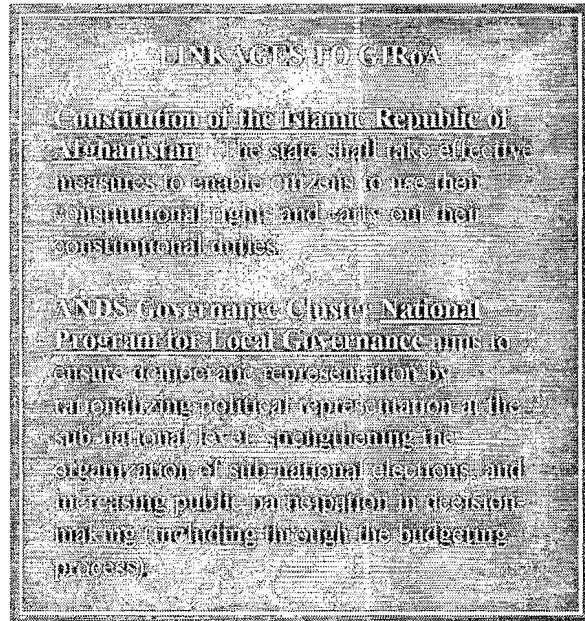 LINKAGES TO GIRoA
Constitution of the Islamic Republic of
Afghanistan The state shall take effective
measures to enable citizens to use their
constitutional rights and carry out their
constitutional duties.
ANDS Governance Cluster National
Program for Local Governance aims to
ensure democratic representation by
rationalizing political representation at the
sub-national level, strengthening the
organization of sub-national elections, and
increasing public participation in decision-
making (including through the budgeting
process).